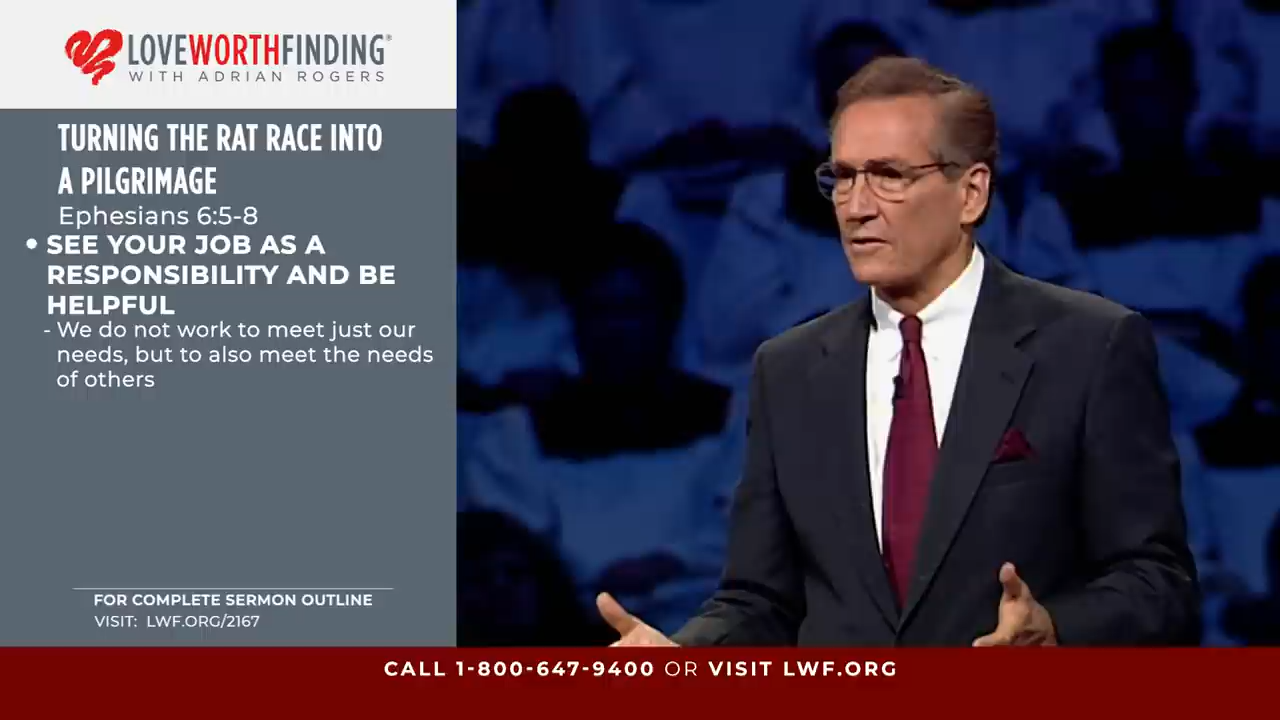 LOVEWORTHFINDING®
WITH ADRIAN ROGERS
TURNING THE RAT RACE INTO
A PILGRIMAGE
Ephesians 6:5-8
• SEE YOUR JOB AS A
RESPONSIBILITY AND BE
HELPFUL
- We do not work to meet just our
needs, but to also meet the needs
of others
FOR COMPLETE SERMON OUTLINE
VISIT: LWF.ORG/2167
CALL 1-800-647-9400 OR VISIT LWF.ORG